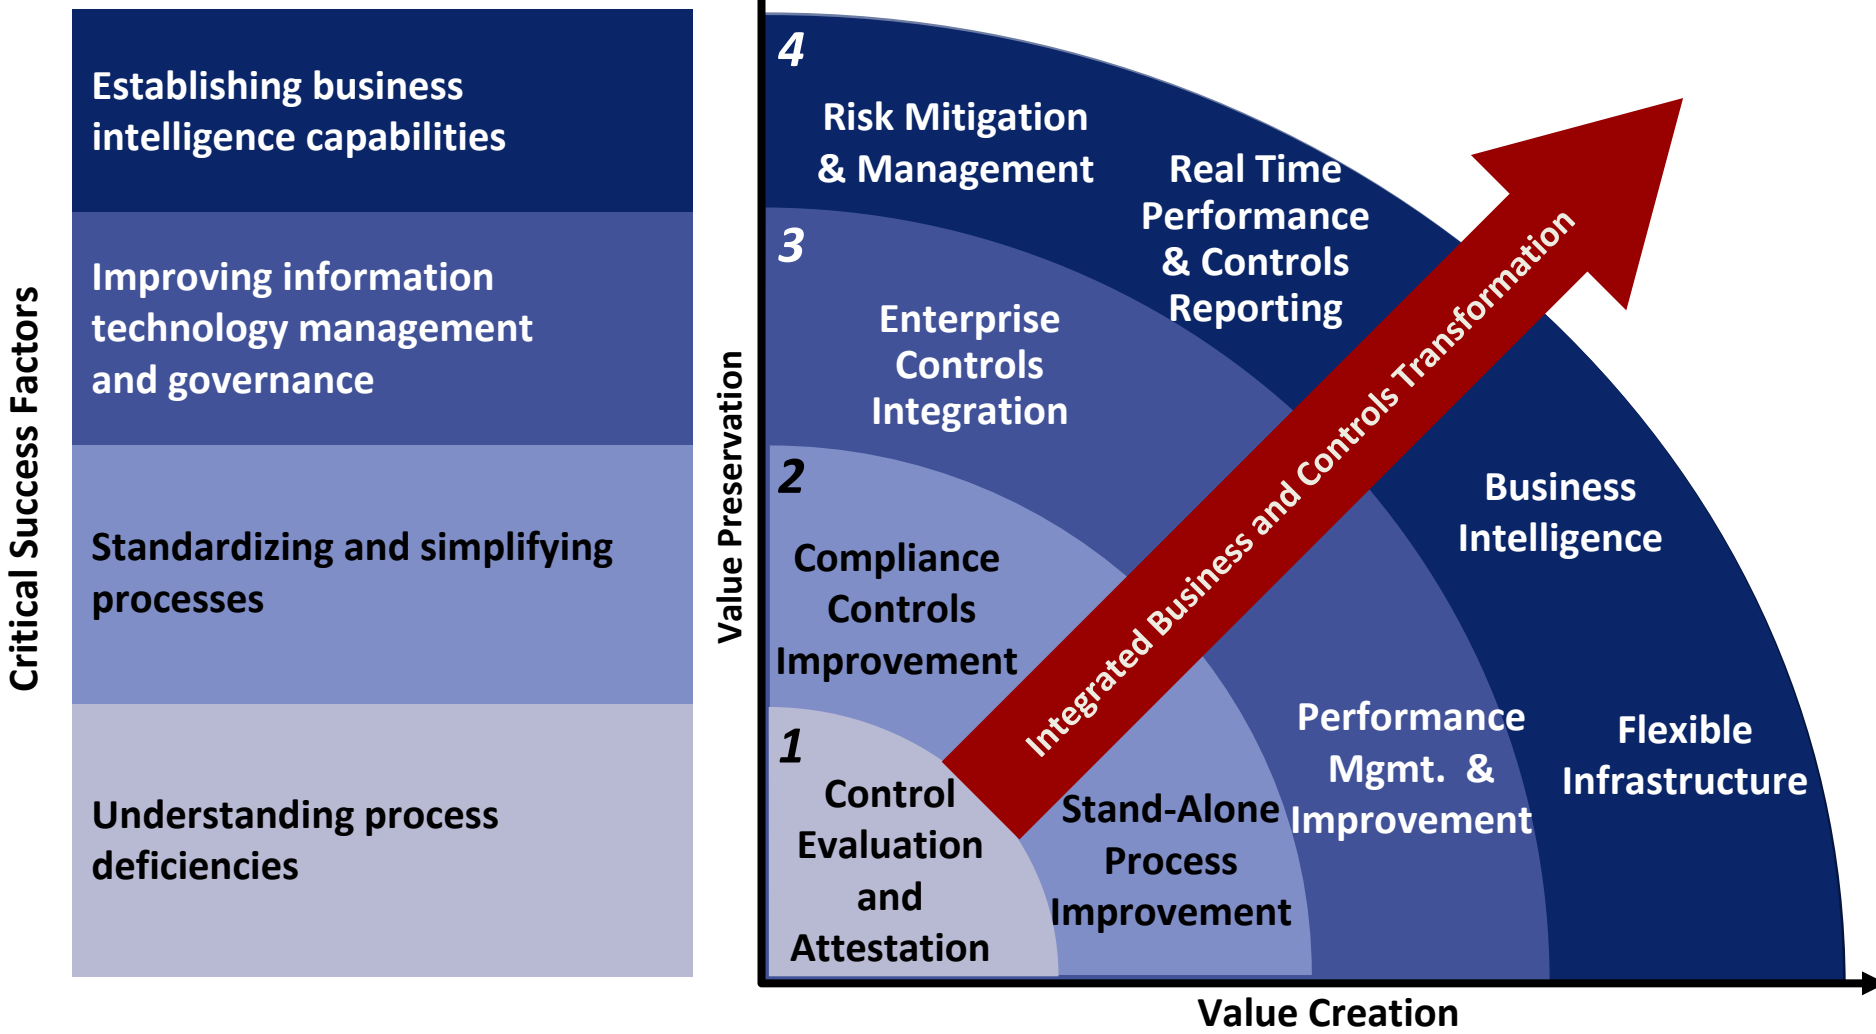 Critical Success Factors
Establishing business
intelligence capabilities
Improving information
technology management
and governance
Standardizing and simplifying
processes
Understanding process
deficiencies
Value Preservation
4
Risk Mitigation
& Management
Real Time
Performance
& Controls
Reporting
3
Enterprise
Controls
Integration
2
Compliance
Controls
Improvement
1
Control
Evaluation
and
Attestation
Integrated Business and Controls Transformation
Stand-Alone
Process
Improvement
Performance
Mgmt. &
Improvement
Business
Intelligence
Flexible
Infrastructure
Value Creation